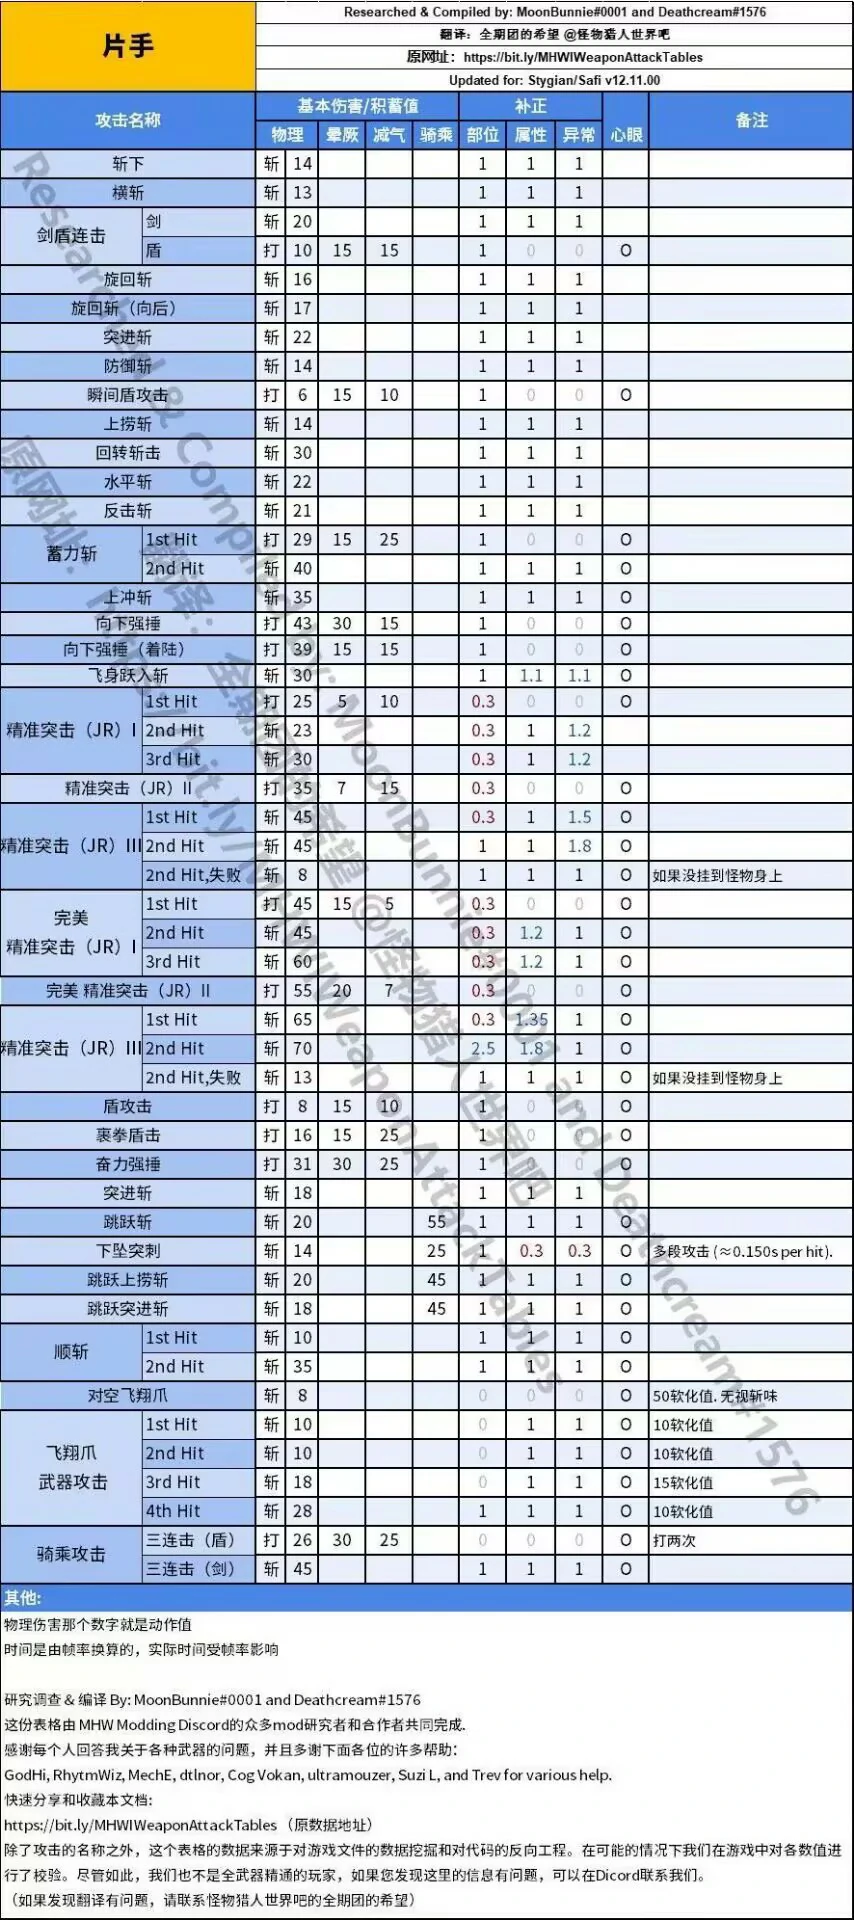 片手
Researched & Compiled by: MoonBunnie#0001 and Deathcream#1576
翻译：全期团的希望 @怪物猎人世界吧
原网址：https://bit.ly/MHWIWeaponAttackTables
Updated for: Stygian/Safi v12.11.00
攻击名称 基本伤害/积蓄值 补正 心眼 备注
物理 晕厥 减气 骑乘 部位 属性 异常
斩下 斩 14 1 1 1
横斩 斩 13 1 1 1
剑盾连击 剑 斩 20 1 1 1
盾 打 10 15 15 1 0 0 O
旋回斩 斩 16 1 1 1
旋回斩（向后） 斩 17 1 1 1
突进斩 斩 22 1 1 1
防御斩 斩 14 1 1 1
瞬间盾攻击 打 6 15 10 1 0 0 O
上捞斩 斩 14 1 1 1
回转斩击 斩 30 1 1 1
水平斩 斩 22 1 1 1
反击斩 斩 21 1 1 1
蓄力斩 1st Hit 打 29 15 25 1 0 0 O
2nd Hit 斩 40 1 1 1 O
上冲斩 斩 35 1 1 1 O
向下强捶 打 43 30 15 1 0 0 O
向下强捶（着陆） 打 39 15 15 1 0 0 O
飞身跃入斩 斩 30 1 1.1 1.1 O
精准突击（JR）I 1st Hit 打 25 5 10 0.3 0 0 O
2nd Hit 斩 23 0.3 1 1.2
3rd Hit 斩 30 0.3 1 1.2
精准突击（JR）II 打 35 7 15 0.3 0 0 O
精准突击（JR）III 1st Hit 斩 45 0.3 1 1.5 O
2nd Hit 斩 45 1 1 1.8 O
2nd Hit,失败 斩 8 1 1 1 O 如果没挂到怪物身上
完美 精准突击（JR）I 1st Hit 打 45 15 5 0.3 0 0 O
2nd Hit 斩 45 0.3 1.2 1 O
3rd Hit 斩 60 0.3 1.2 1 O
完美 精准突击（JR）II 打 55 20 7 0.3 0 0 O
精准突击（JR）III 1st Hit 斩 65 0.3 1.35 1 O
2nd Hit 斩 70 2.5 1.8 1 O
2nd Hit,失败 斩 13 1 1 1 O 如果没挂到怪物身上
盾攻击 打 8 15 10 1 0 0 O
裹拳盾击 打 16 15 25 1 0 0 O
奋力强捶 打 31 30 25 1 0 0 O
突进斩 斩 18 1 1 1 O
跳跃斩 斩 20 55 1 1 1 O
下坠突刺 斩 14 25 1 0.3 0.3 O 多段攻击 (≈0.150s per hit).
跳跃上捞斩 斩 20 45 1 1 1 O
跳跃突进斩 斩 18 45 1 1 1 O
顺斩 1st Hit 斩 10 1 1 1 O
2nd Hit 斩 35 1 1 1 O
对空飞翔爪 斩 8 0 0 0 O 50软化值. 无视斩味
飞翔爪 武器攻击 1st Hit 斩 10 0 1 1 O 10软化值
2nd Hit 斩 10 0 1 1 O 10软化值
3rd Hit 斩 18 0 1 1 O 15软化值
4th Hit 斩 28 1 1 1 O 10软化值
骑乘攻击 三连击（盾） 打 26 30 25 0 0 0 O 打两次
三连击（剑） 斩 45 1 1 1 O
其他:
物理伤害那个数字就是动作值
时间是由帧率换算的，实际时间受帧率影响
研究调查 & 编译 By: MoonBunnie#0001 and Deathcream#1576
这份表格由 MHW Modding Discord的众多mod研究者和合作者共同完成.
感谢每个人回答我关于各种武器的问题，并且多谢下面各位的许多帮助：
GodHi, RhytmWiz, MechE, dtlnor, Cog Vokan, ultramouzer, Suzi L, and Trev for various help.
快速分享和收藏本文档:
https://bit.ly/MHWIWeaponAttackTables （原数据地址）
除了攻击的名称之外，这个表格的数据来源于对游戏文件的数据挖掘和对代码的反向工程。在可能的情况下我们在游戏中对各数值进
行了校验。尽管如此，我们也不是全武器精通的玩家，如果您发现这里的信息有问题，可以在Dicord联系我们。
（如果发现翻译有问题，请联系怪物猎人世界吧的全期团的希望）
Researched & Compiled by: MoonBunnie#0001 and Deathcream#1576
翻译：全期团的希望 @怪物猎人世界吧
原网址：https://bit.ly/MHWIWeaponAttackTables